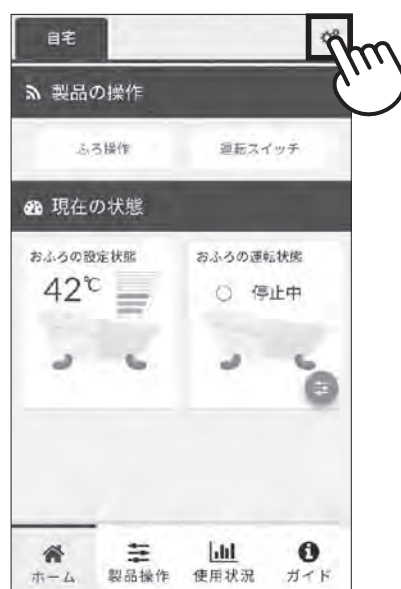 自宅
製品の操作
ふろ操作 運転スイッチ
現在の状態
おふろの設定状態 おふろの運転状態
42℃ ○ 停止中
ホーム 製品操作 使用状況 ガイド